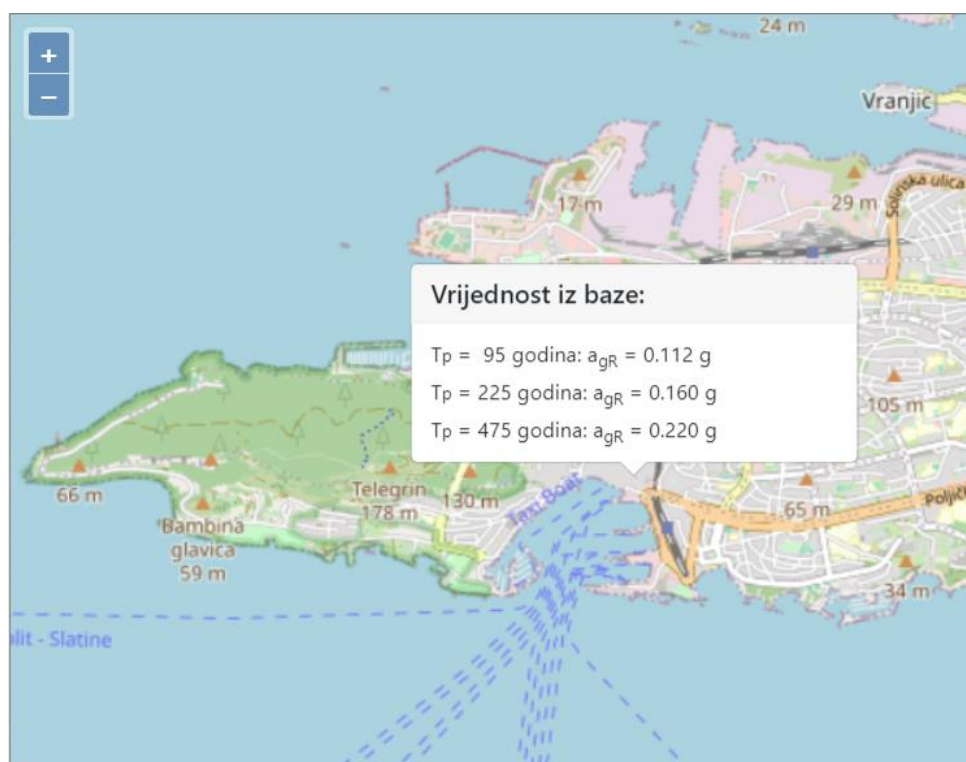 +
−
24 m
Vranjic
Solinska ulica
17 m
29 m
Vrijednost iz baze:
Tp = 95 godina: agR = 0.112 g
Tp = 225 godina: agR = 0.160 g
Tp = 475 godina: agR = 0.220 g
105 m
66 m
Telegrin
178 m
130 m
Taxi Boat
65 m
Poljič
Bambina
glavica
59 m
34 m
lit - Slatine